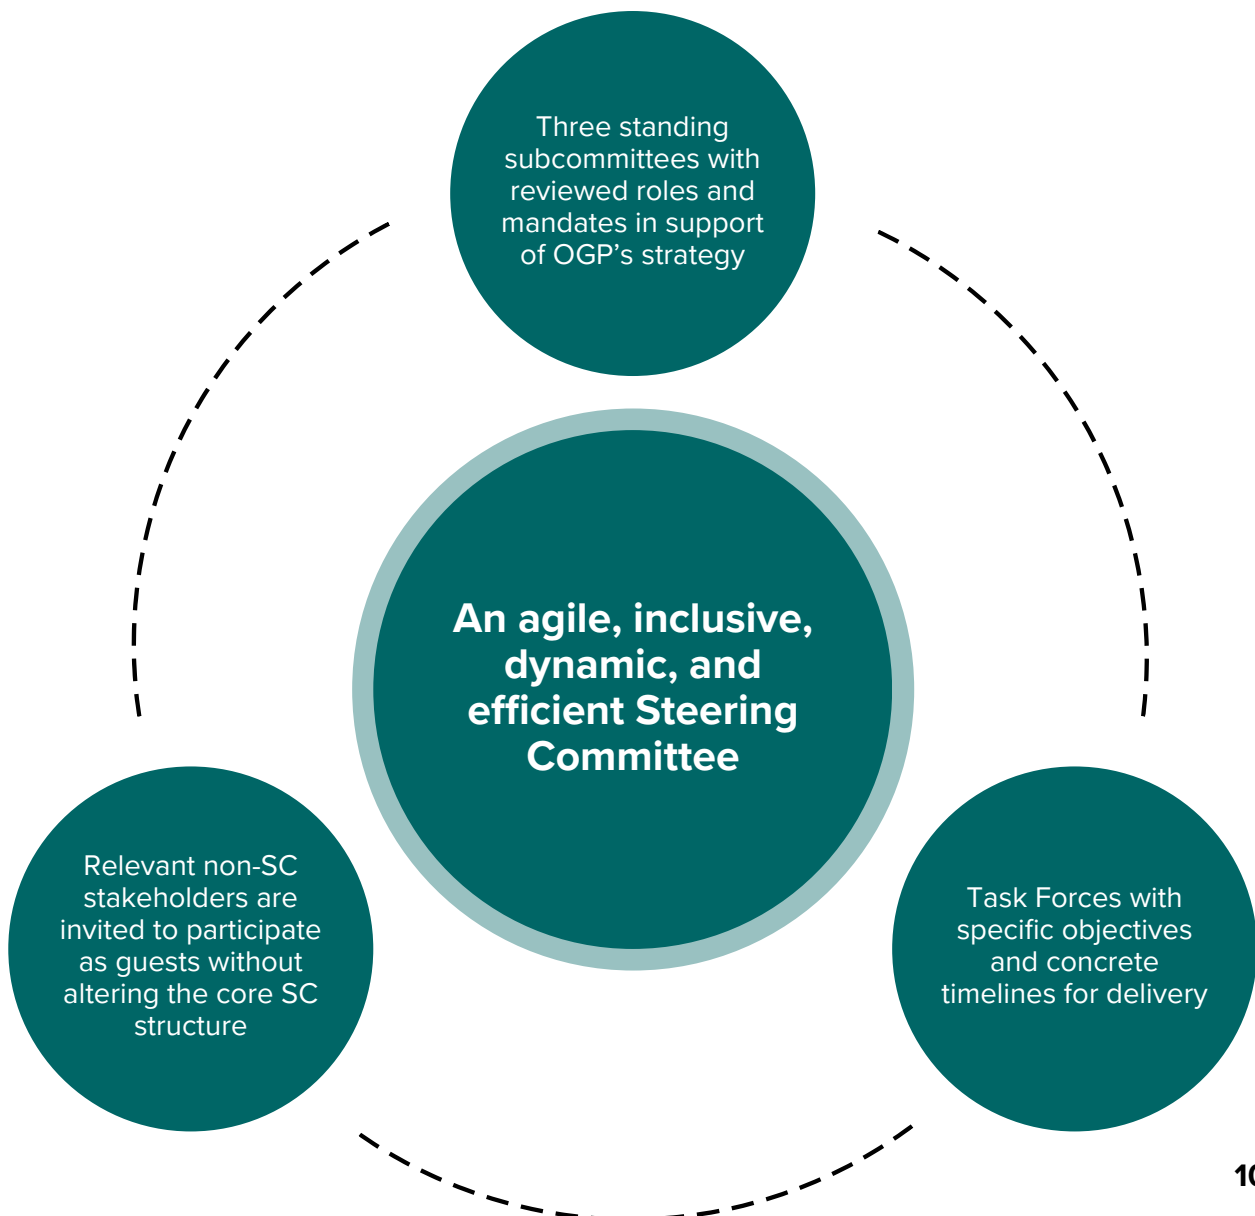 Three standing
subcommittees with
reviewed roles and
mandates in support
of OGP’s strategy
An agile, inclusive,
dynamic, and
efficient Steering
Committee
Relevant non-SC
stakeholders are
invited to participate
as guests without
altering the core SC
structure
Task Forces with
specific objectives
and concrete
timelines for delivery